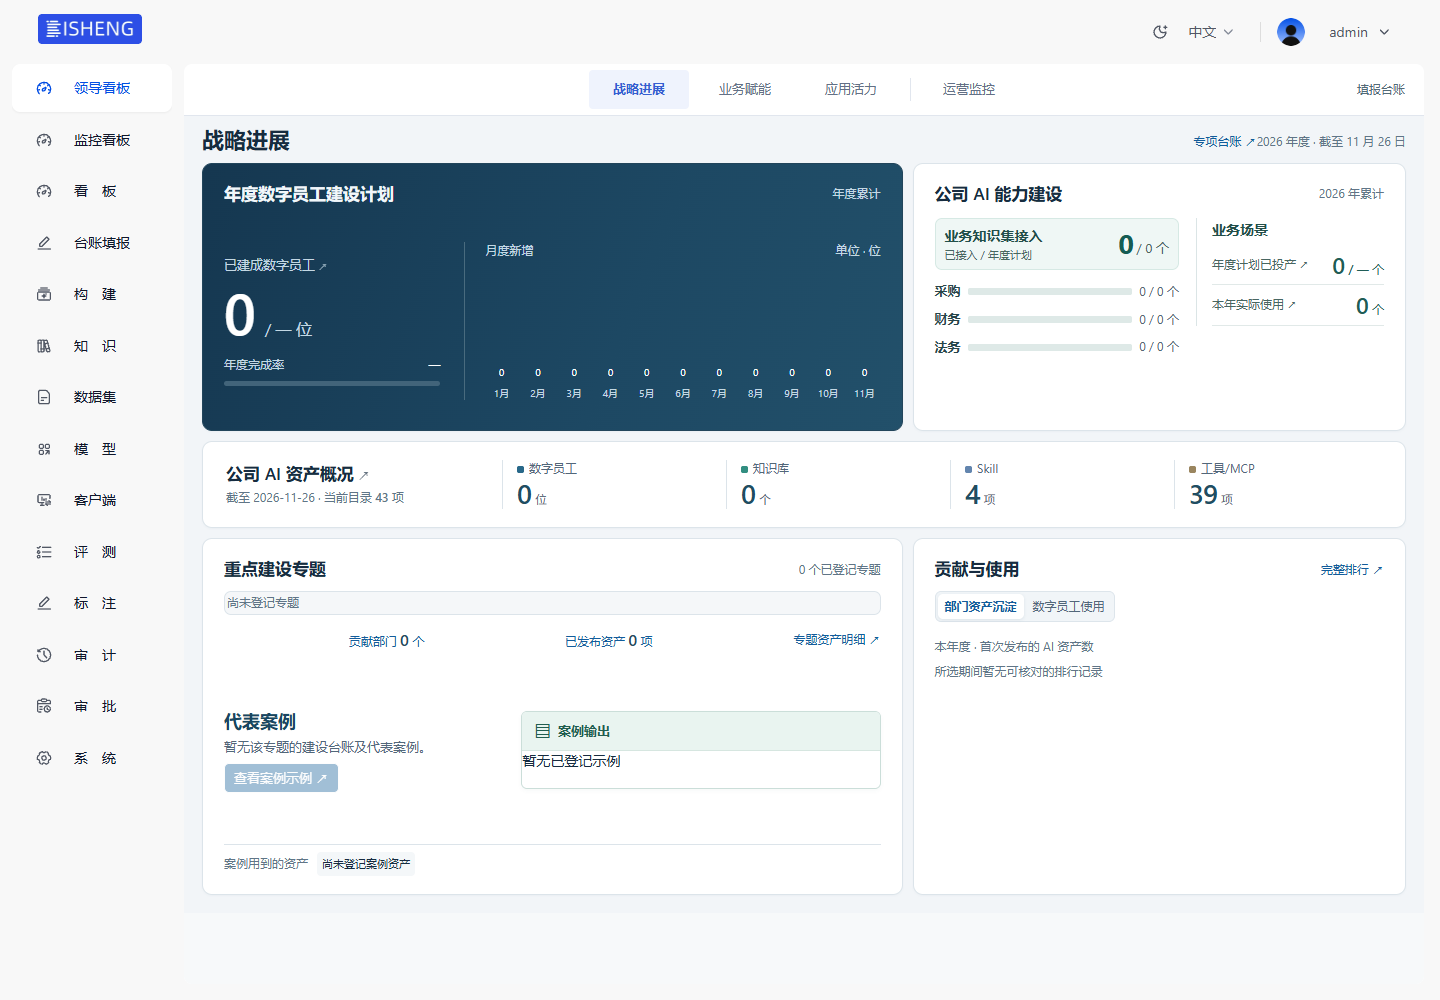 ISHENG
中文
admin
领导看板
监控看板
看 板
台账填报
构 建
知 识
数据集
模 型
客户端
评 测
标 注
审 计
审 批
系 统
战略进展
业务赋能
应用活力
运营监控
填报台账
战略进展
专项台账 ↗ 2026 年度 · 截至 11 月 26 日
年度数字员工建设计划
年度累计
已建成数字员工 ↗
0 / — 位
年度完成率 —
月度新增
单位 · 位
0 0 0 0 0 0 0 0 0 0 0
1月 2月 3月 4月 5月 6月 7月 8月 9月 10月 11月
公司 AI 能力建设
2026 年累计
业务知识集接入
已接入 / 年度计划
0 / 0 个
采购 0 / 0 个
财务 0 / 0 个
法务 0 / 0 个
业务场景
年度计划已投产 ↗ 0 / — 个
本年实际使用 ↗ 0 个
公司 AI 资产概况 ↗
截至 2026-11-26 · 当前目录 43 项
数字员工
0 位
知识库
0 个
Skill
4 项
工具/MCP
39 项
重点建设专题
0 个已登记专题
尚未登记专题
贡献部门 0 个
已发布资产 0 项
专题资产明细 ↗
代表案例
暂无该专题的建设台账及代表案例。
查看案例示例 ↗
案例输出
暂无已登记示例
案例用到的资产
尚未登记案例资产
贡献与使用
完整排行 ↗
部门资产沉淀
数字员工使用
本年度 · 首次发布的 AI 资产数
所选期间暂无可核对的排行记录